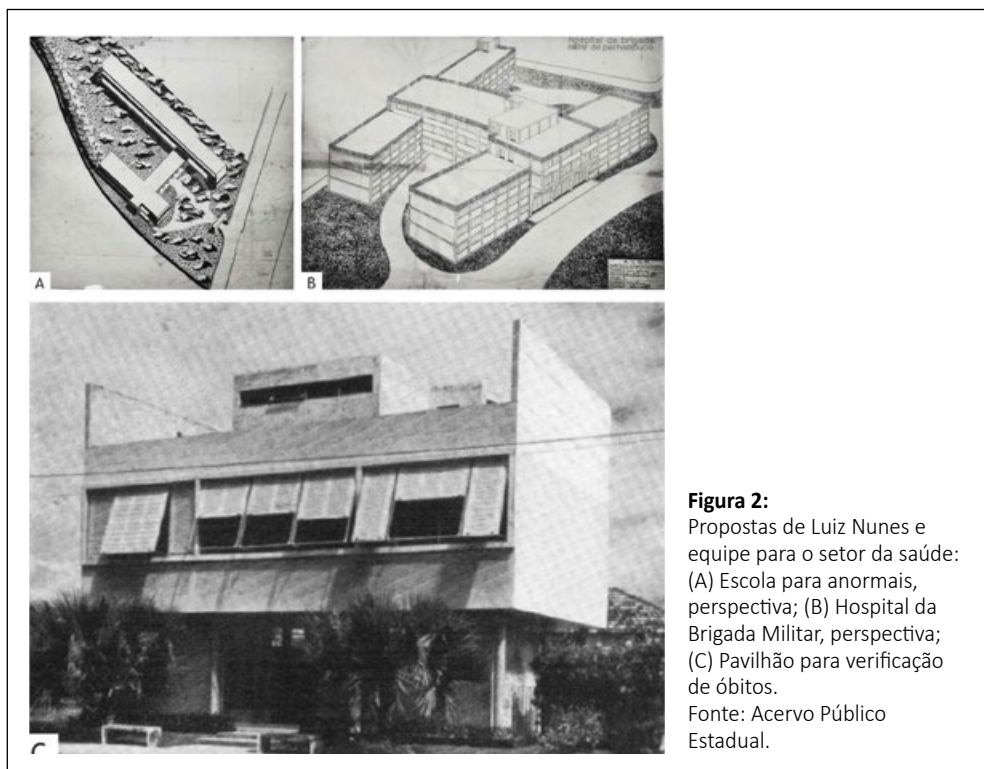 Hospital da brigada
militar de pernambuco
A
B
C
Figura 2:
Propostas de Luiz Nunes e
equipe para o setor da saúde:
(A) Escola para anormais,
perspectiva; (B) Hospital da
Brigada Militar, perspectiva;
(C) Pavilhão para verificação
de óbitos.
Fonte: Acervo Público
Estadual.